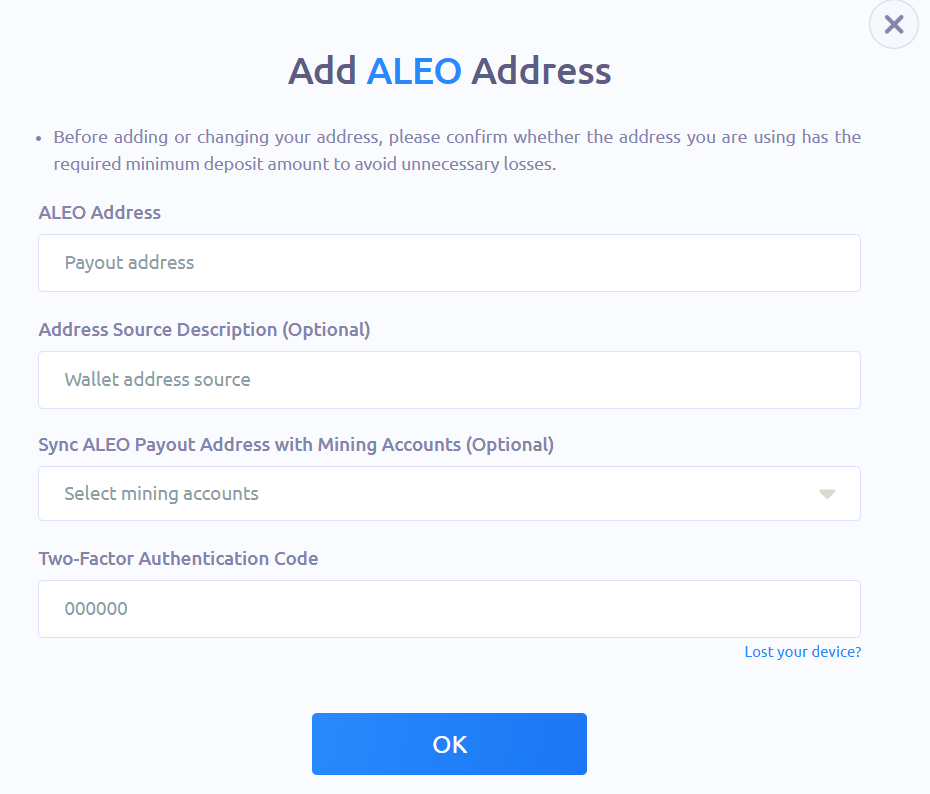 Add ALEO Address
• Before adding or changing your address, please confirm whether the address you are using has the
required minimum deposit amount to avoid unnecessary losses.
ALEO Address
Payout address
Address Source Description (Optional)
Wallet address source
Sync ALEO Payout Address with Mining Accounts (Optional)
Select mining accounts
Two-Factor Authentication Code
000000
Lost your device?
OK